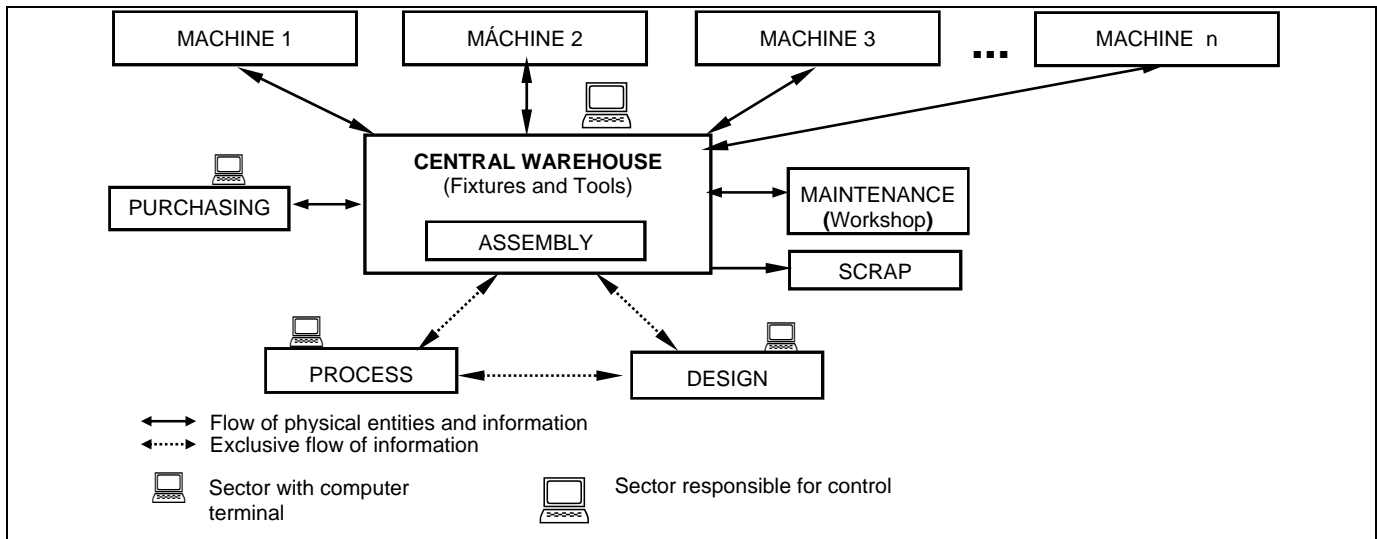 MACHINE 1
MÁCHINE 2
MACHINE 3
...
MACHINE n
CENTRAL WAREHOUSE
(Fixtures and Tools)
ASSEMBLY
PURCHASING
MAINTENANCE
(Workshop)
SCRAP
PROCESS
DESIGN
Flow of physical entities and information
Exclusive flow of information
Sector with computer
terminal
Sector responsible for control